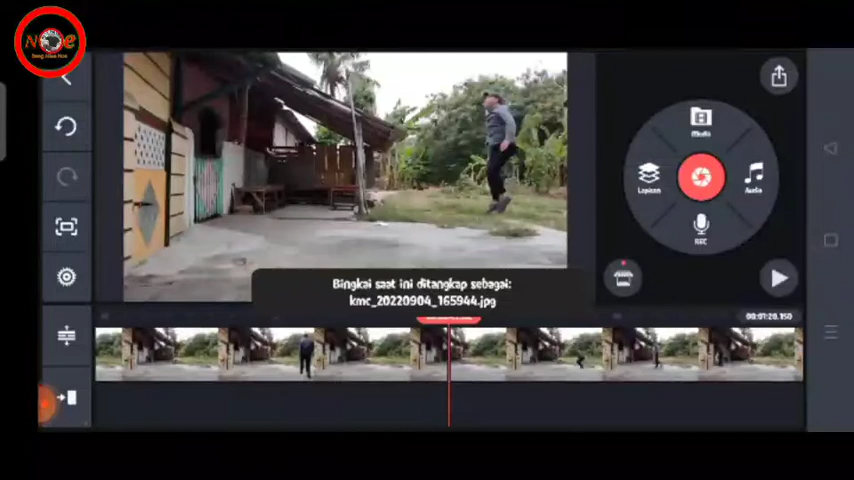 Media
Lapisan
Audio
REC
Bingkai saat ini ditangkap sebagai:
kmc_20220904_165944.jpg
00:01:20.150